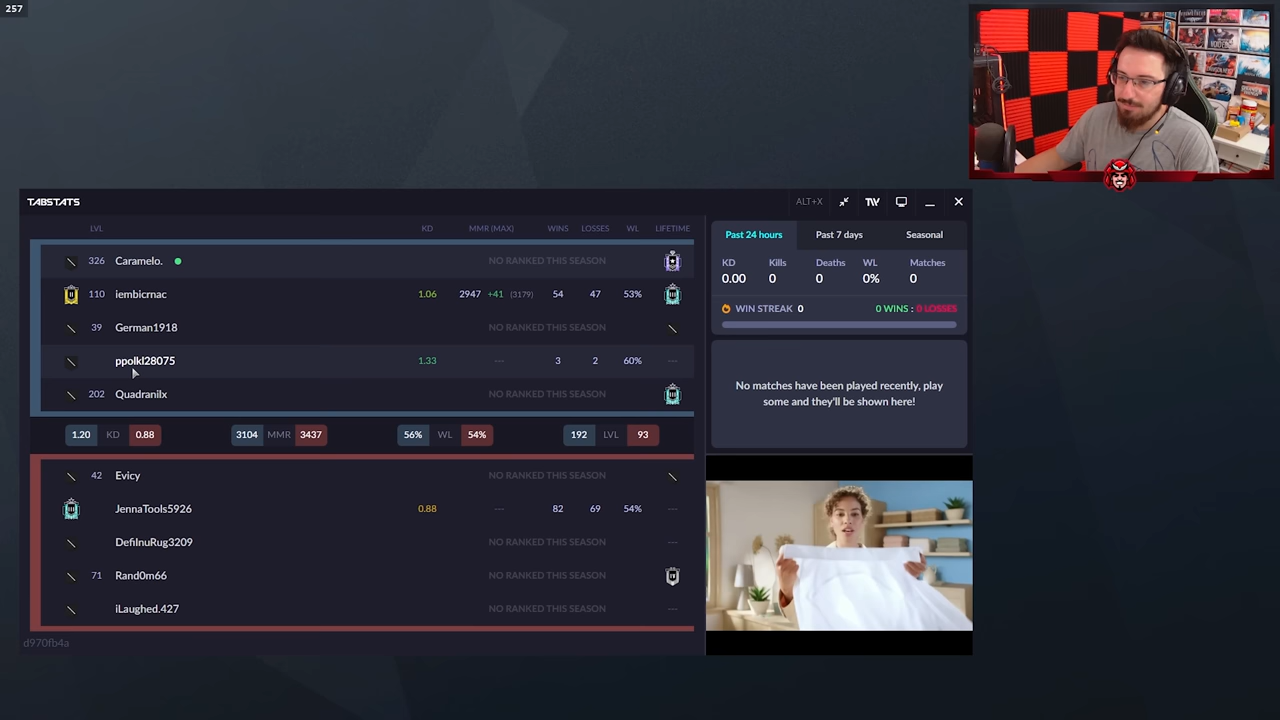 257
TABSTATS
ALT+X
LVL KD MMR (MAX) WINS LOSSES WL LIFETIME
326 Caramelo. NO RANKED THIS SEASON
110 iembicrnac 1.06 2947 +41 (3179) 54 47 53%
39 German1918 NO RANKED THIS SEASON
ppolkl28075 1.33 --- 3 2 60% ---
202 Quadranilx NO RANKED THIS SEASON
1.20 KD 0.88 3104 MMR 3437 56% WL 54% 192 LVL 93
42 Evicy NO RANKED THIS SEASON
JennaTools5926 0.88 --- 82 69 54% ---
DefilnuRug3209 NO RANKED THIS SEASON ---
71 Rand0m66 NO RANKED THIS SEASON
iLaughed.427 NO RANKED THIS SEASON ---
d970fb4a
Past 24 hours Past 7 days Seasonal
KD Kills Deaths WL Matches
0.00 0 0 0% 0
WIN STREAK 0 0 WINS : 0 LOSSES
No matches have been played recently, play
some and they'll be shown here!